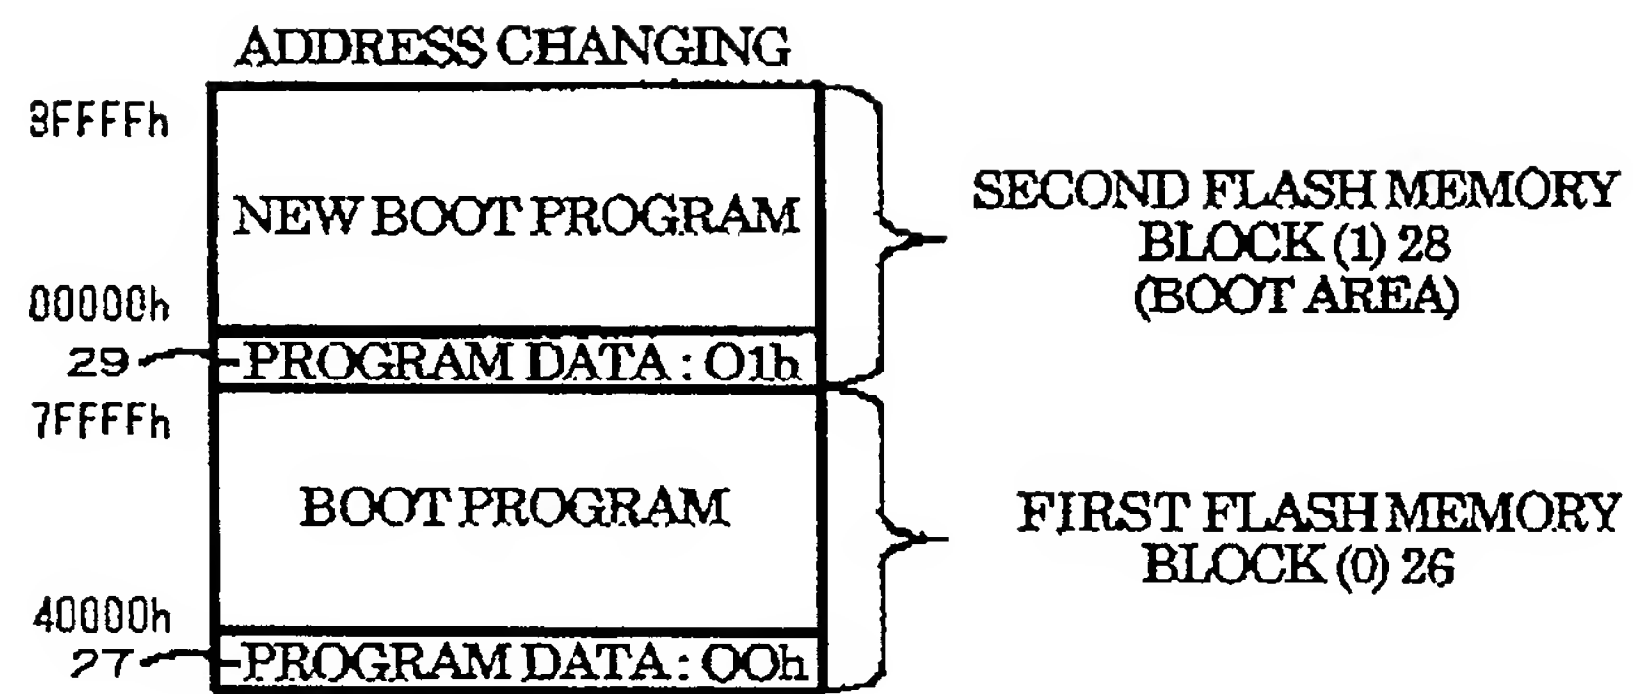 ADDRESS CHANGING
3FFFFh
NEW BOOT PROGRAM
00000h
29
PROGRAM DATA : 01h
SECOND FLASH MEMORY
BLOCK (1) 28
(BOOT AREA)
7FFFFh
BOOT PROGRAM
40000h
27
PROGRAM DATA : 00h
FIRST FLASH MEMORY
BLOCK (0) 26